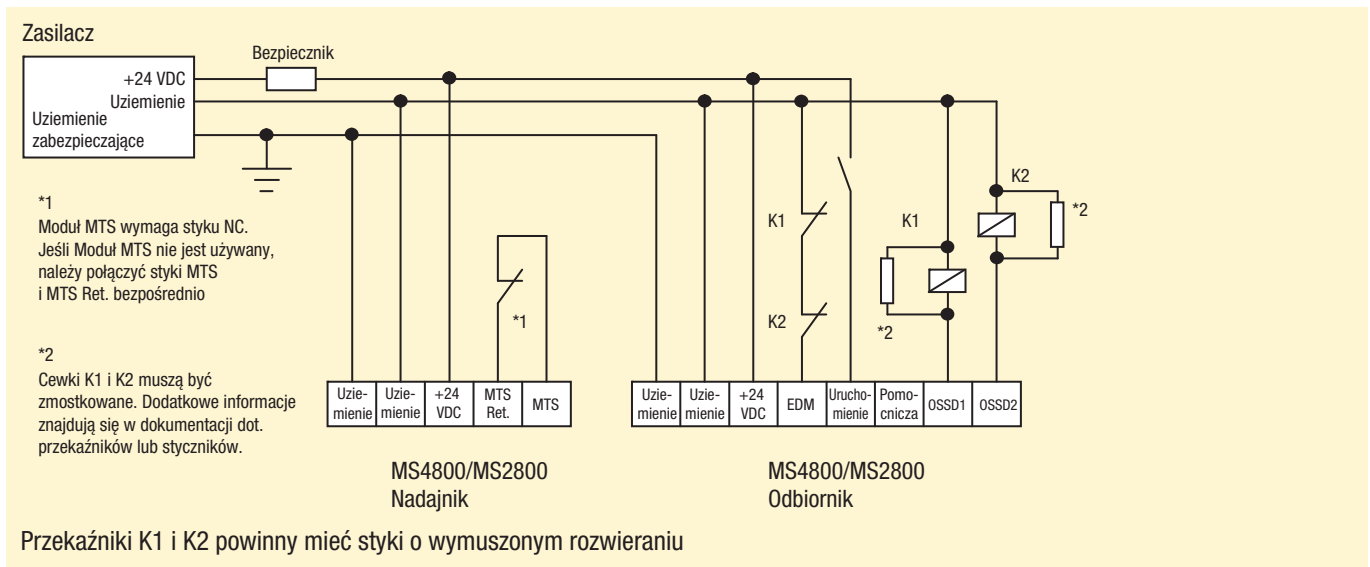 Zasilacz
Bezpiecznik
+24 VDC
Uziemienie
Uziemienie
zabezpieczające
*1
Moduł MTS wymaga styku NC.
Jeśli Moduł MTS nie jest używany,
należy połączyć styki MTS
i MTS Ret. bezpośrednio
*2
Cewki K1 i K2 muszą być
zmostkowane. Dodatkowe informacje
znajdują się w dokumentacji dot.
przekaźników lub styczników.
*1
K1
K2
K1
*2
K2
*2
Uzie-
mienie
Uzie-
mienie
+24
VDC
MTS
Ret.
MTS
Uzie-
mienie
Uzie-
mienie
+24
VDC
EDM
Urucho-
mienie
Pomo-
cnicza
OSSD1
OSSD2
MS4800/MS2800
Nadajnik
MS4800/MS2800
Odbiornik
Przekaźniki K1 i K2 powinny mieć styki o wymuszonym rozwieraniu